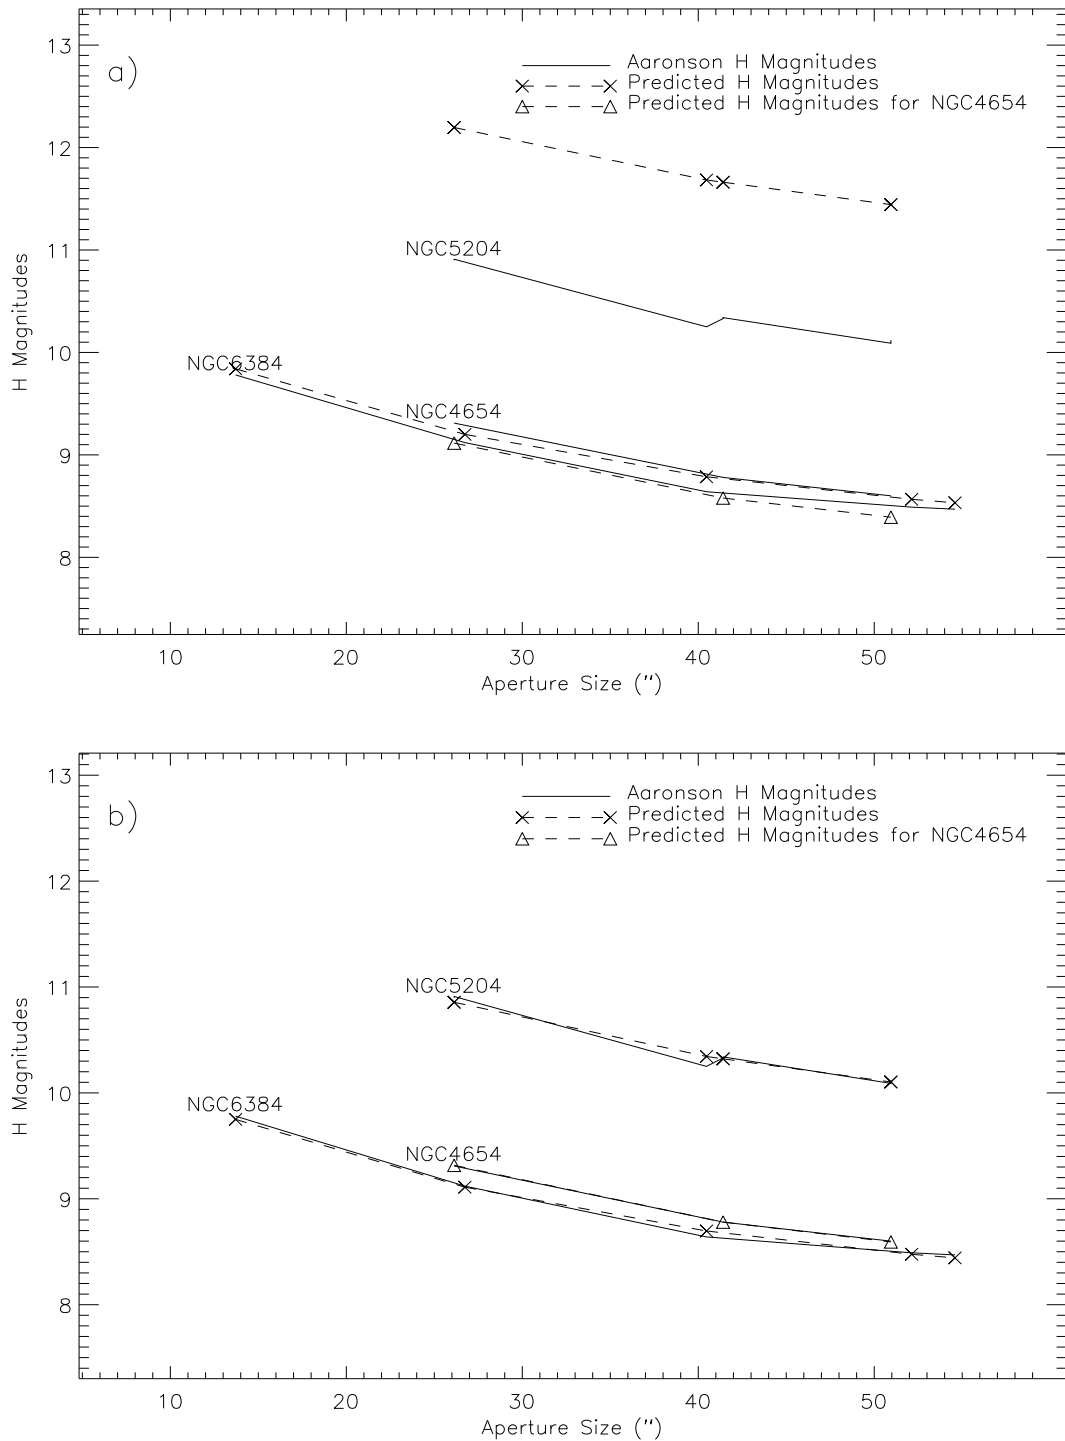 13
a)
Aaronson H Magnitudes
Predicted H Magnitudes
Predicted H Magnitudes for NGC4654
12
11
NGC5204
10
NGC6384
NGC4654
9
8
H Magnitudes
10 20 30 40 50
Aperture Size (")
13
b)
Aaronson H Magnitudes
Predicted H Magnitudes
Predicted H Magnitudes for NGC4654
12
11
NGC5204
10
NGC6384
NGC4654
9
8
H Magnitudes
10 20 30 40 50
Aperture Size (")